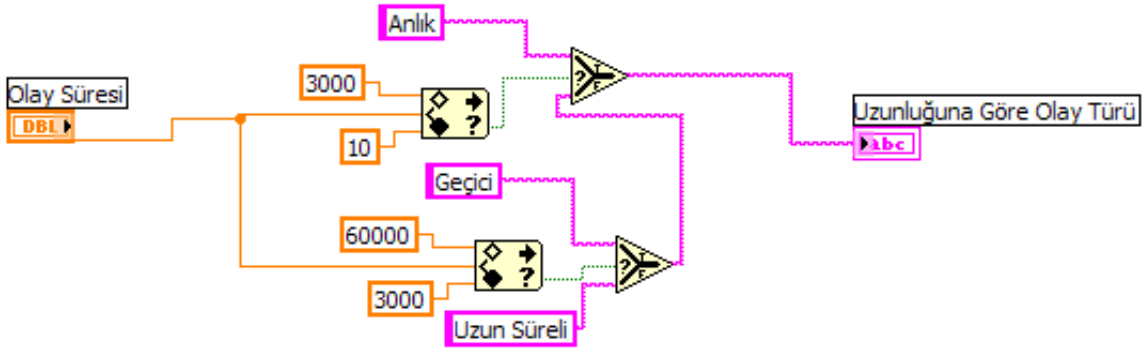 Anlık
3000
Olay Süresi
DBL
?
?
T
F
10
Uzunluğuna Göre Olay Türü
abc
Geçici
60000
?
?
T
F
3000
Uzun Süreli